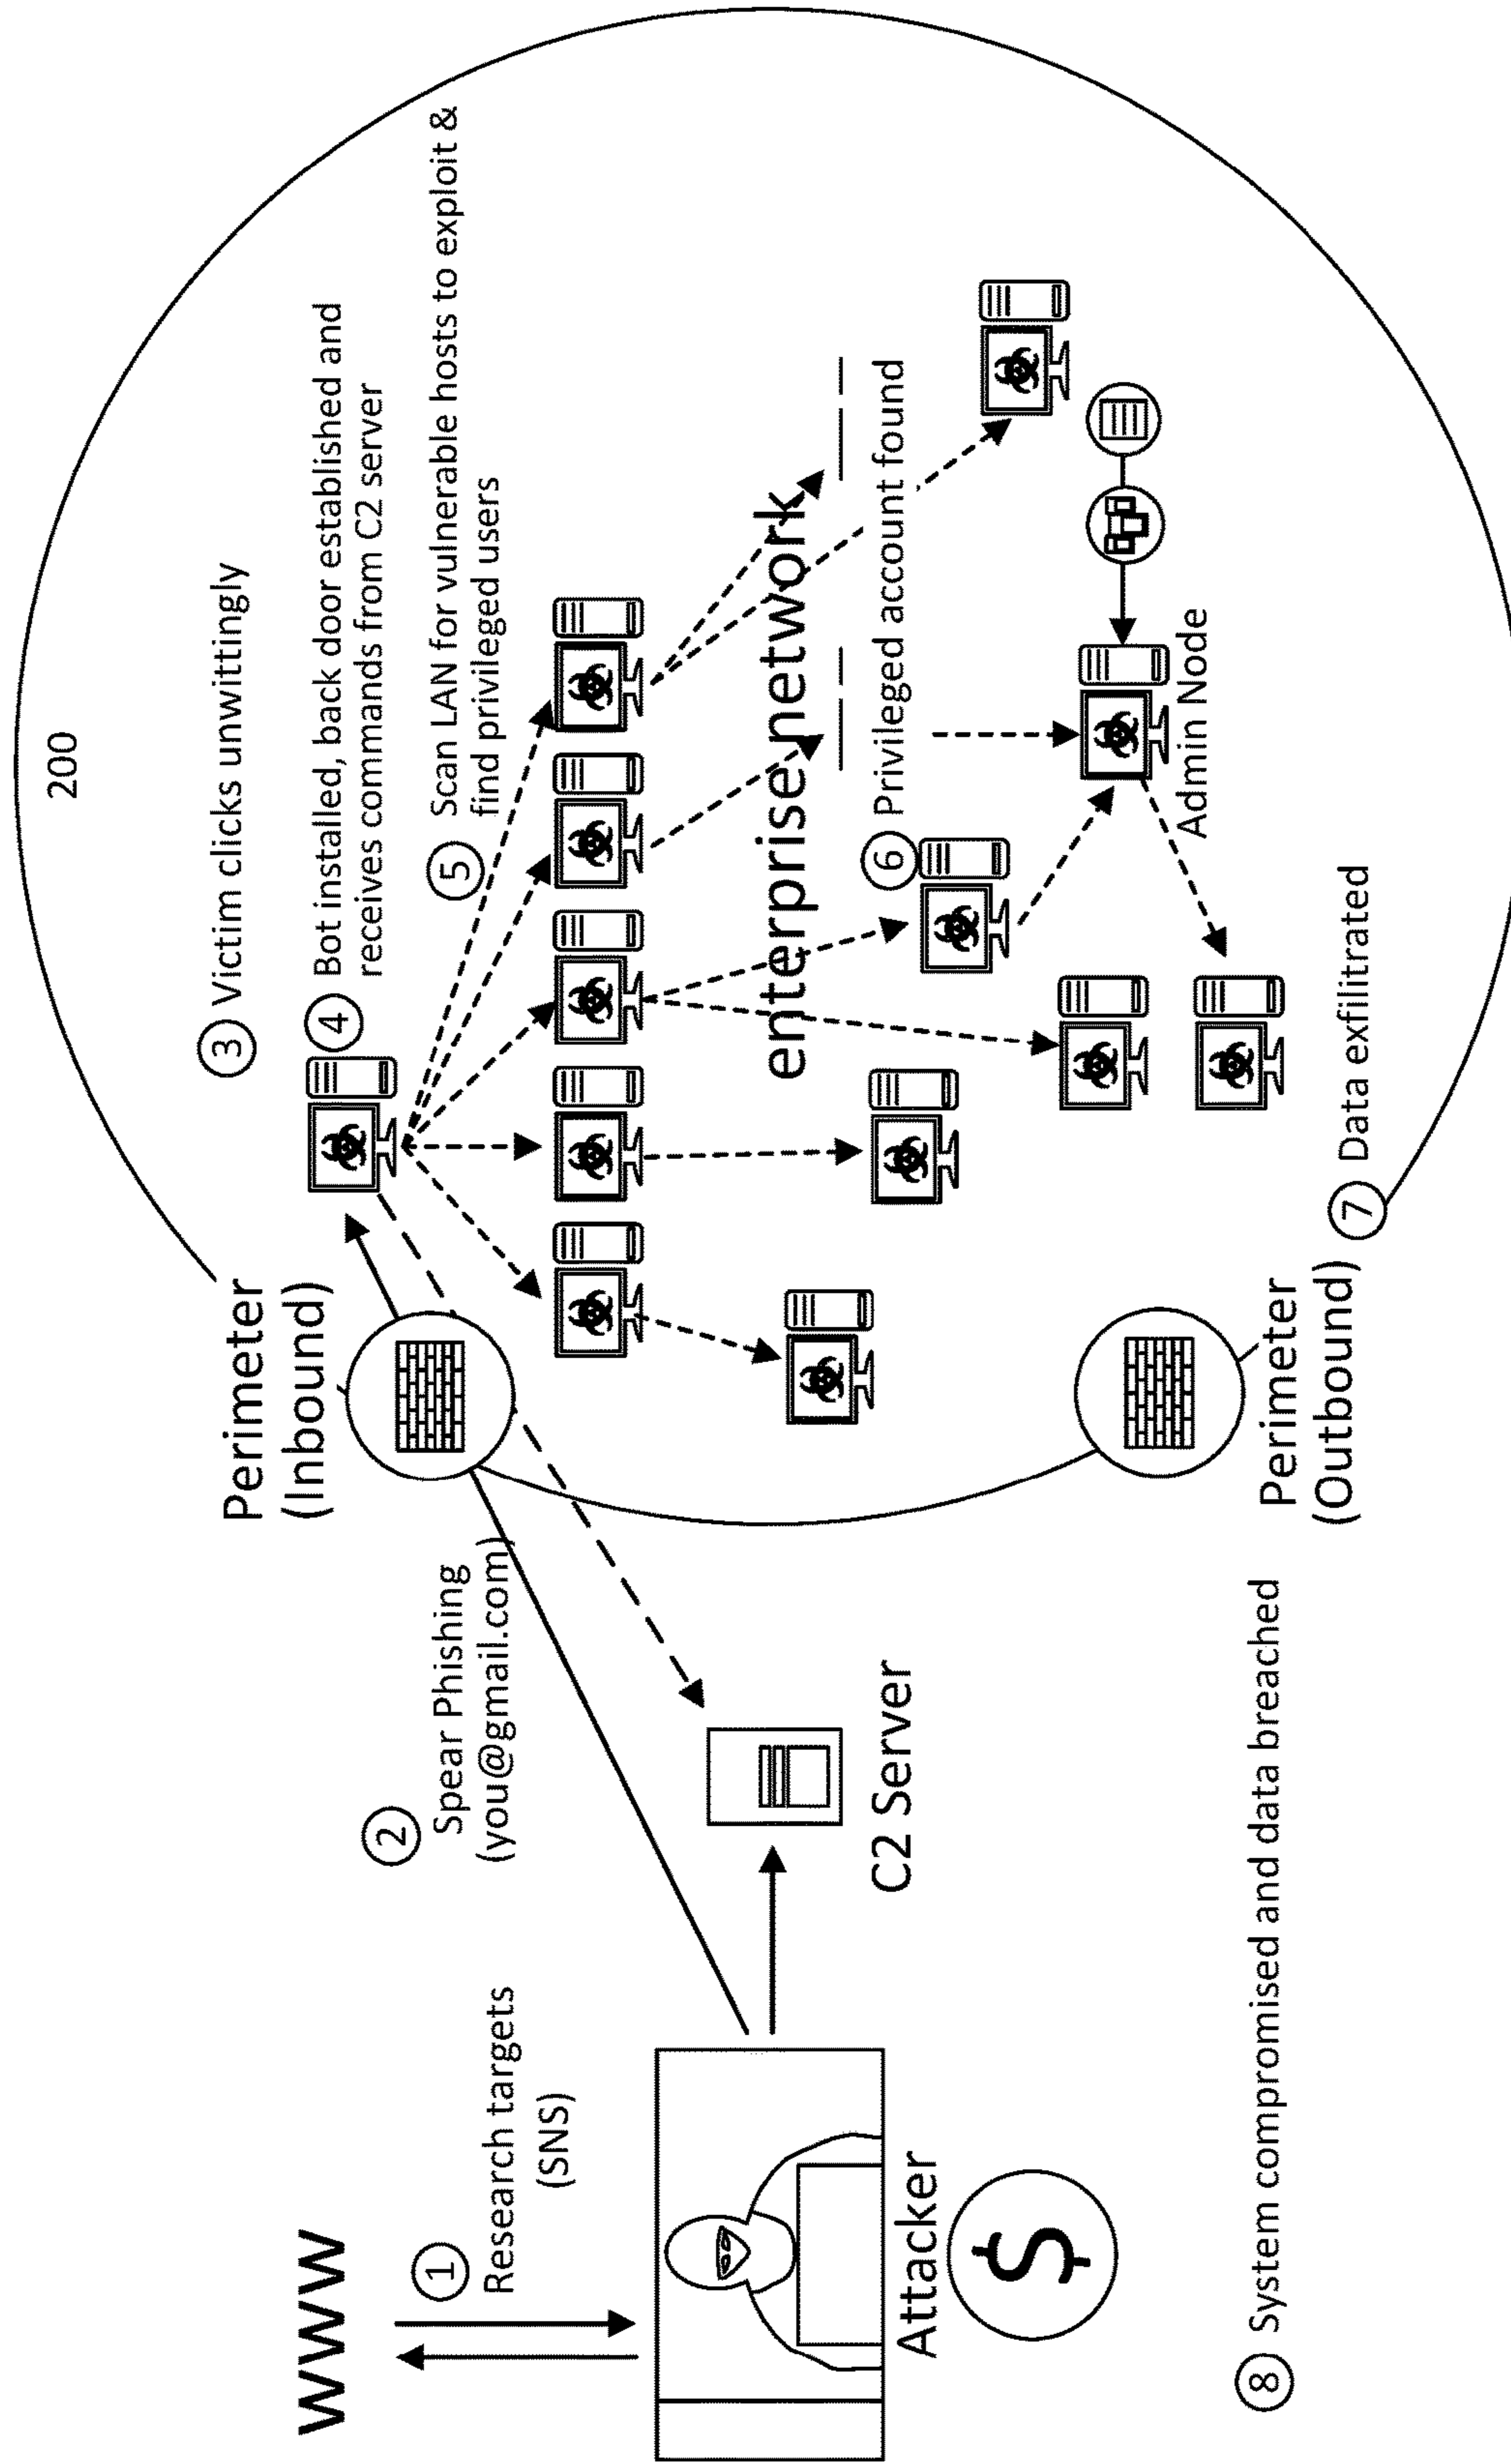 200
WWW
1
Research targets
(SNS)
Attacker
$
2
Spear Phishing
(you@gmail.com)
C2 Server
Perimeter
(Inbound)
3 Victim clicks unwittingly
4 Bot installed, back door established and
receives commands from C2 server
5 Scan LAN for vulnerable hosts to exploit &
find privileged users
enterprise network
6 Privileged account found
Admin Node
Perimeter
(Outbound)
7 Data exfilitrated
8 System compromised and data breached